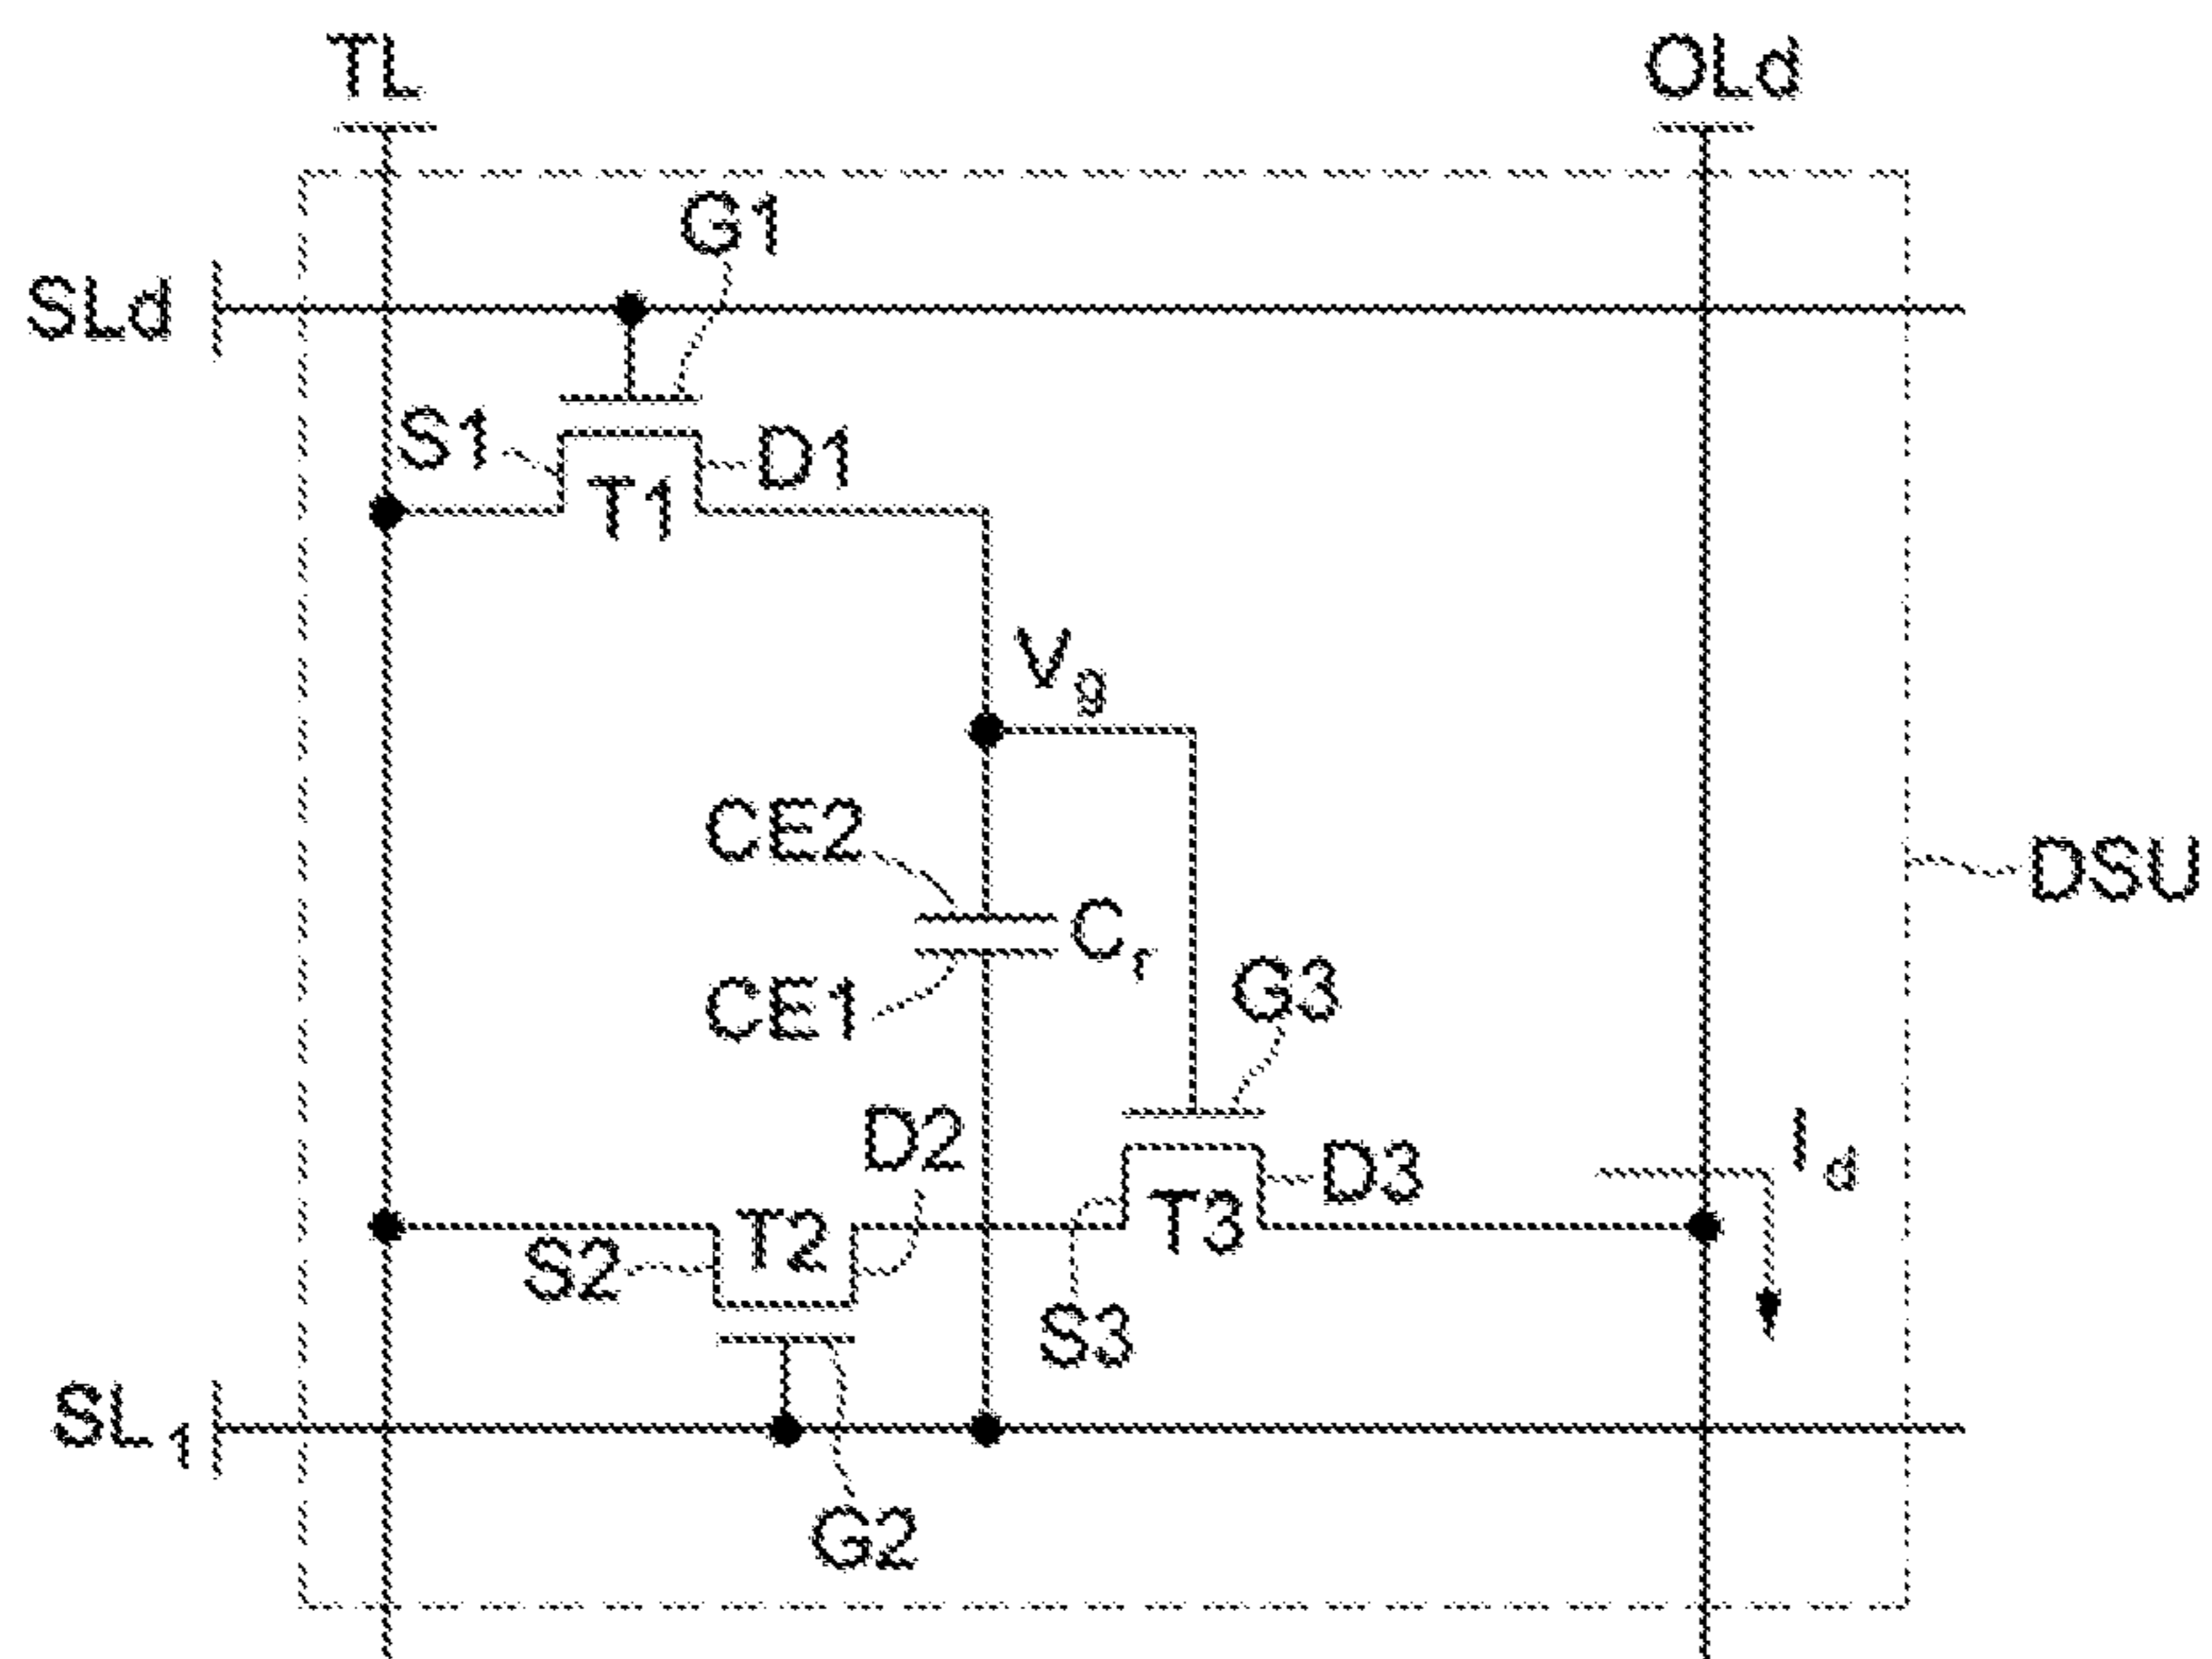 TL
OLd
G1
SLd
S1
D1
T1
Vg
CE2
Cr
DSU
CE1
G3
D2
Id
D3
T3
T2
S2
S3
SL1
G2